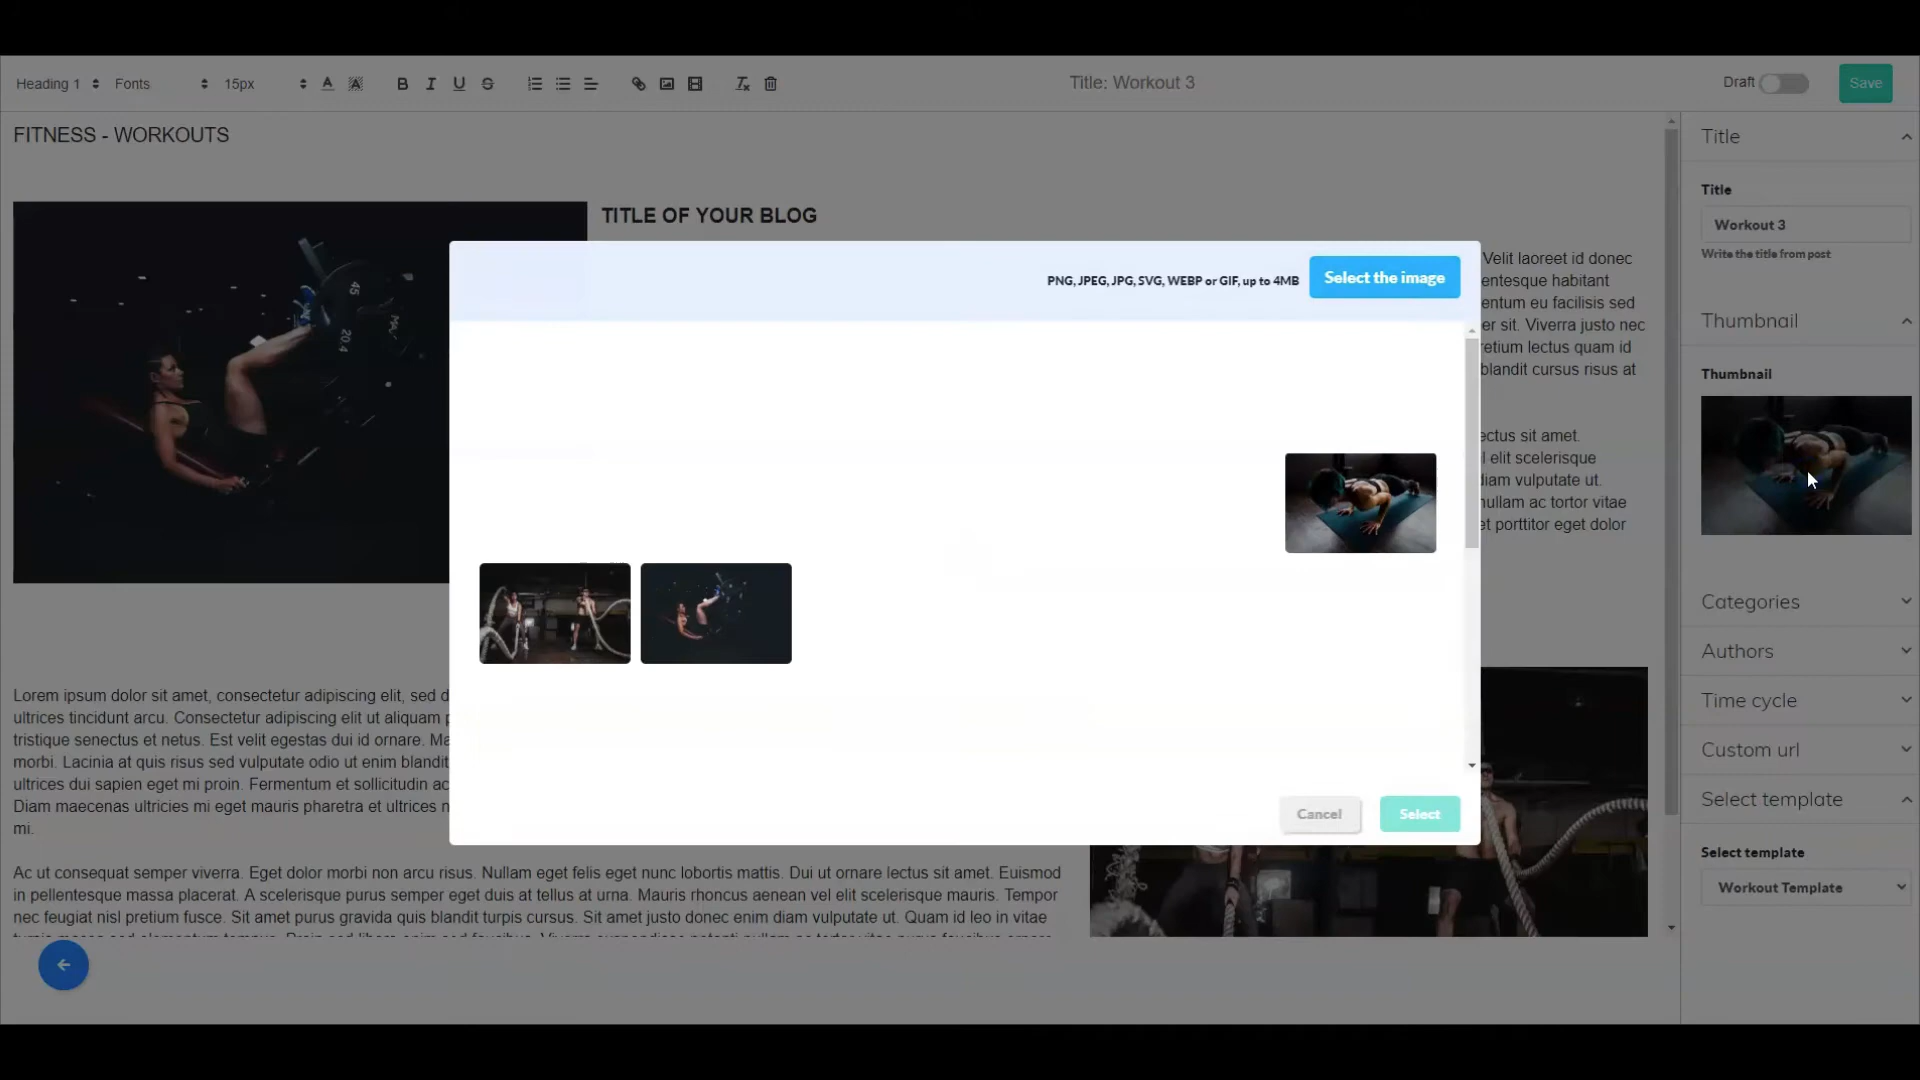 Heading 1 Fonts 15px Title: Workout 3 Draft Save
FITNESS - WORKOUTS
TITLE OF YOUR BLOG
Velit laoreet id donec
entesque habitant
entum eu facilisis sed
er sit. Viverra justo nec
retium lectus quam id
blandit cursus risus at
ectus sit amet.
l elit scelerisque
diam vulputate ut.
nullam ac tortor vitae
et porttitor eget dolor
PNG, JPEG, JPG, SVG, WEBP or GIF, up to 4MB Select the image
Cancel Select
Lorem ipsum dolor sit amet, consectetur adipiscing elit, sed d
ultrices tincidunt arcu. Consectetur adipiscing elit ut aliquam p
tristique senectus et netus. Est velit egestas dui id ornare. Ma
morbi. Lacinia at quis risus sed vulputate odio ut enim blandit
ultrices dui sapien eget mi proin. Fermentum et sollicitudin ac
Diam maecenas ultricies mi eget mauris pharetra et ultrices n
mi.
Ac ut consequat semper viverra. Eget dolor morbi non arcu risus. Nullam eget felis eget nunc lobortis mattis. Dui ut ornare lectus sit amet. Euismod
in pellentesque massa placerat. A scelerisque purus semper eget duis at tellus at urna. Mauris rhoncus aenean vel elit scelerisque mauris. Tempor
nec feugiat nisl pretium fusce. Sit amet purus gravida quis blandit turpis cursus. Sit amet justo donec enim diam vulputate ut. Quam id leo in vitae
Title
Title
Workout 3
Write the title from post
Thumbnail
Thumbnail
Categories
Authors
Time cycle
Custom url
Select template
Select template
Workout Template